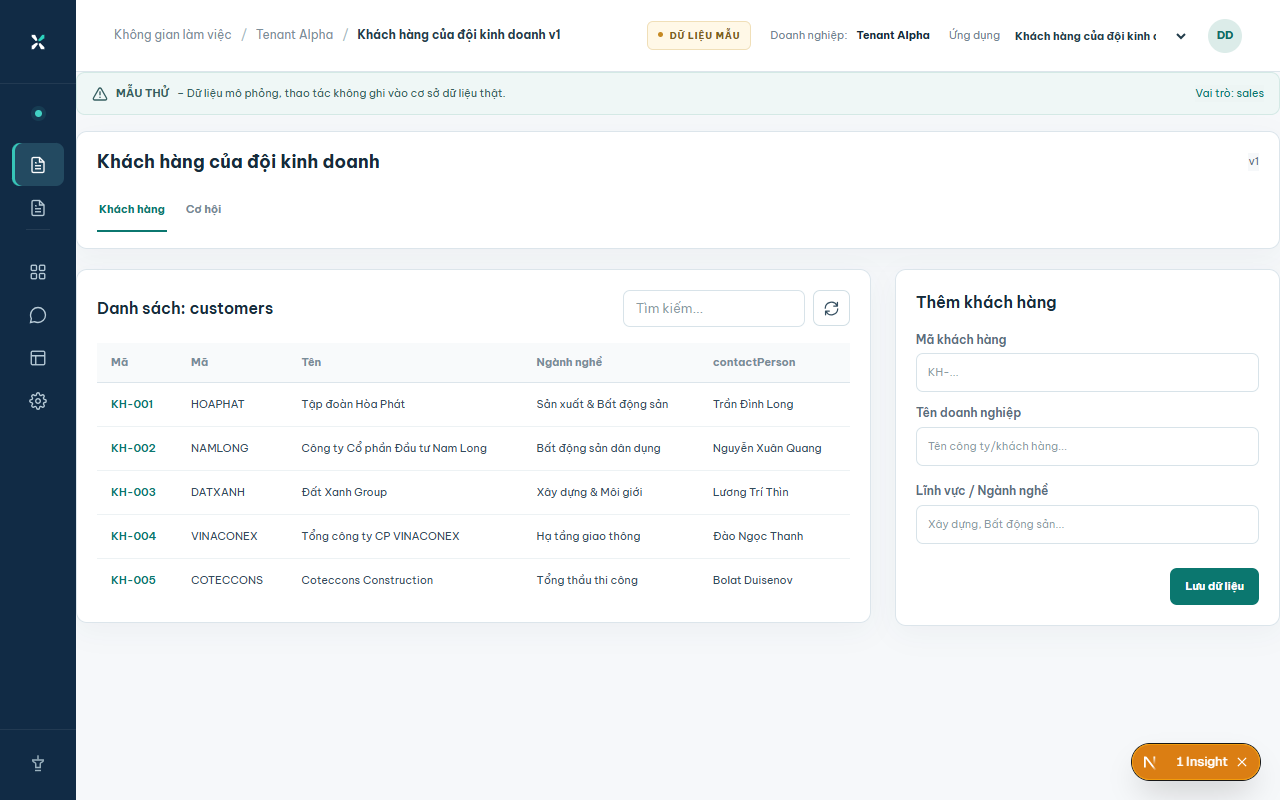 Không gian làm việc / Tenant Alpha / Khách hàng của đội kinh doanh v1
DỮ LIỆU MẪU
Doanh nghiệp: Tenant Alpha
Ứng dụng
Khách hàng của đội kinh
DD
MẪU THỬ – Dữ liệu mô phỏng, thao tác không ghi vào cơ sở dữ liệu thật.
Vai trò: sales
Khách hàng của đội kinh doanh
v1
Khách hàng
Cơ hội
Danh sách: customers
Tìm kiếm...
Mã Mã Tên Ngành nghề contactPerson
KH-001 HOAPHAT Tập đoàn Hòa Phát Sản xuất & Bất động sản Trần Đình Long
KH-002 NAMLONG Công ty Cổ phần Đầu tư Nam Long Bất động sản dân dụng Nguyễn Xuân Quang
KH-003 DATXANH Đất Xanh Group Xây dựng & Môi giới Lương Trí Thìn
KH-004 VINACONEX Tổng công ty CP VINACONEX Hạ tầng giao thông Đào Ngọc Thanh
KH-005 COTECCONS Coteccons Construction Tổng thầu thi công Bolat Duisenov
Thêm khách hàng
Mã khách hàng
KH-...
Tên doanh nghiệp
Tên công ty/khách hàng...
Lĩnh vực / Ngành nghề
Xây dựng, Bất động sản...
Lưu dữ liệu
1 Insight